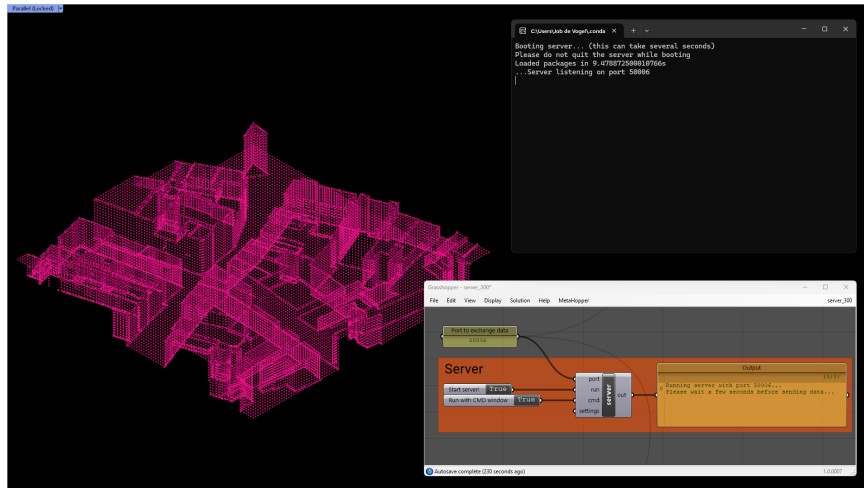 Parallel (Locked)
C:\Users\Job de Vogel\.conda
Booting server... (this can take several seconds)
Please do not quit the server while booting
Loaded packages in 9.478872500010766s
...Server listening on port 50006
Grasshopper - server_300*
File Edit View Display Solution Help MetaHopper
server_300
Port to exchange data
50006
Server
Start server!
True
Run with CMD window
True
port
run
cmd
settings
server
out
Output
{0;0}
0 Running server with port 50006...
Please wait a few seconds before sending data...
Autosave complete (230 seconds ago)
1.0.0007